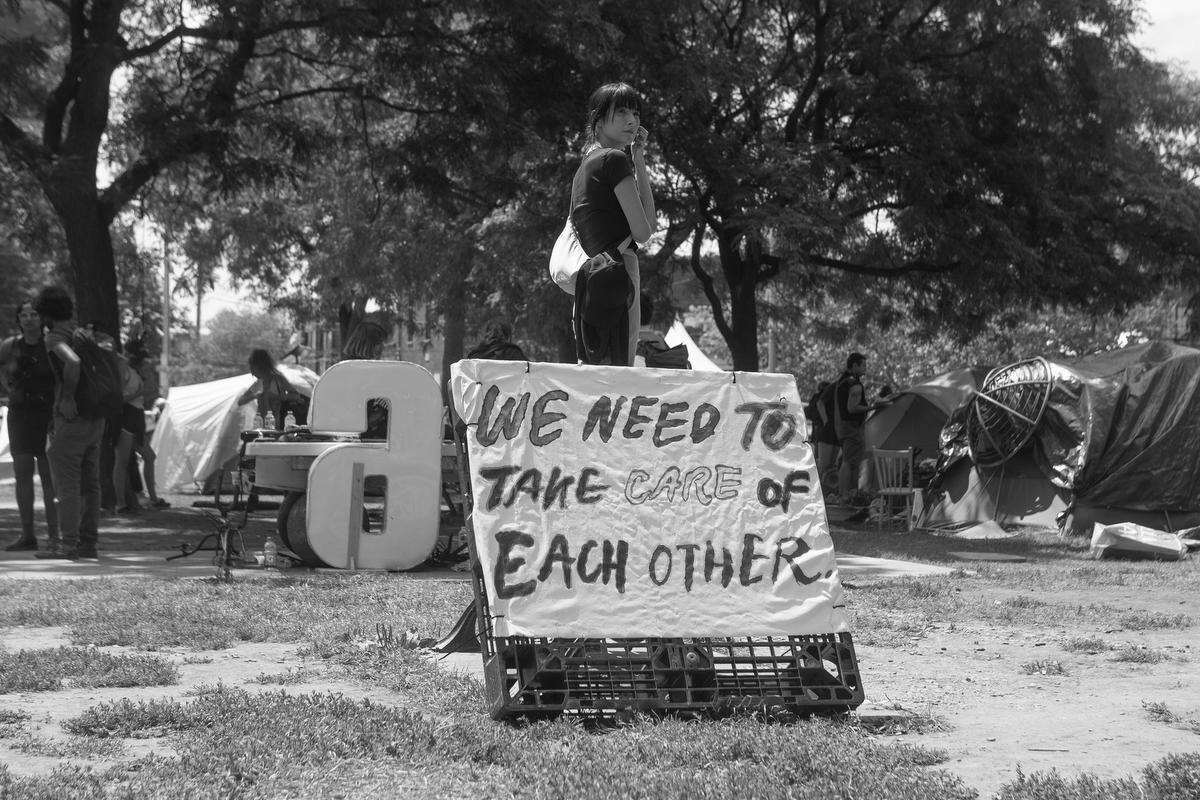 a
WE NEED TO
TAKE CARE OF
EACH OTHER.